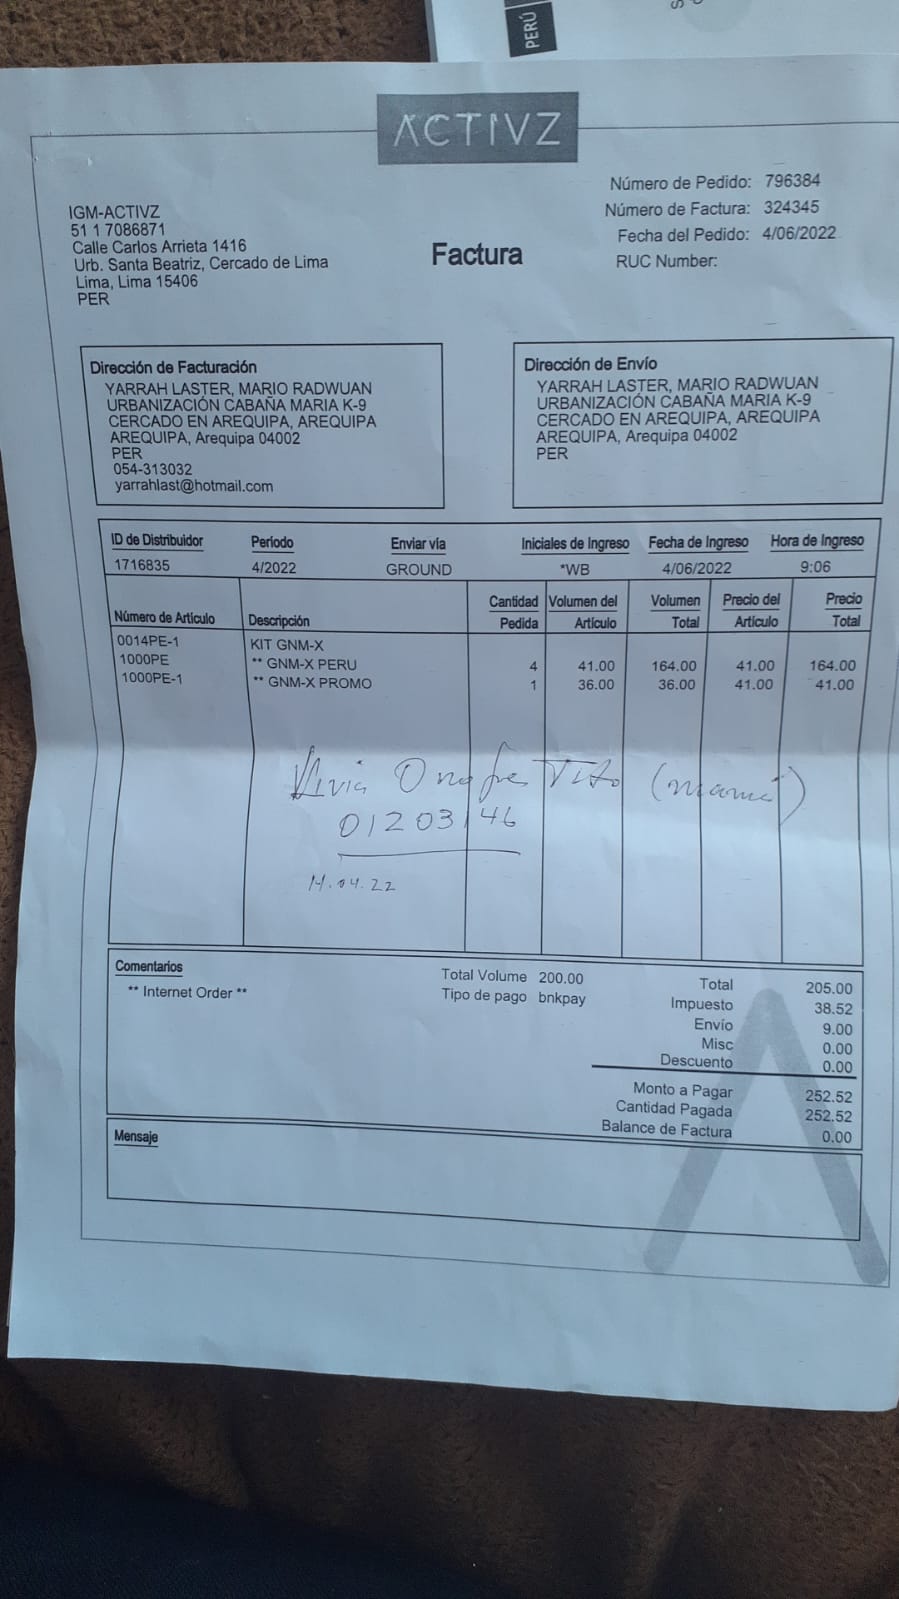 PERÚ
ACTIVZ
IGM-ACTIVZ
51 1 7086871
Calle Carlos Arrieta 1416
Urb. Santa Beatriz, Cercado de Lima
Lima, Lima 15406
PER
Factura
Número de Pedido: 796384
Número de Factura: 324345
Fecha del Pedido: 4/06/2022
RUC Number:
Dirección de Facturación
YARRAH LASTER, MARIO RADWUAN
URBANIZACIÓN CABAÑA MARIA K-9
CERCADO EN AREQUIPA, AREQUIPA
AREQUIPA, Arequipa 04002
PER
054-313032
yarrahlast@hotmail.com
Dirección de Envío
YARRAH LASTER, MARIO RADWUAN
URBANIZACIÓN CABAÑA MARIA K-9
CERCADO EN AREQUIPA, AREQUIPA
AREQUIPA, Arequipa 04002
PER
ID de Distribuidor Período Enviar vía Iniciales de Ingreso Fecha de Ingreso Hora de Ingreso
1716835 4/2022 GROUND *WB 4/06/2022 9:06
Número de Artículo Descripción Cantidad Pedida Volumen del Artículo Volumen Total Precio del Artículo Precio Total
0014PE-1 KIT GNM-X
1000PE ** GNM-X PERU 4 41.00 164.00 41.00 164.00
1000PE-1 ** GNM-X PROMO 1 36.00 36.00 41.00 41.00
Onofre Tito (mamá)
01203146
14.04.22
Comentarios
** Internet Order **
Total Volume 200.00
Tipo de pago bnkpay
Total 205.00
Impuesto 38.52
Envío 9.00
Misc 0.00
Descuento 0.00
Monto a Pagar 252.52
Cantidad Pagada 252.52
Balance de Factura 0.00
Mensaje